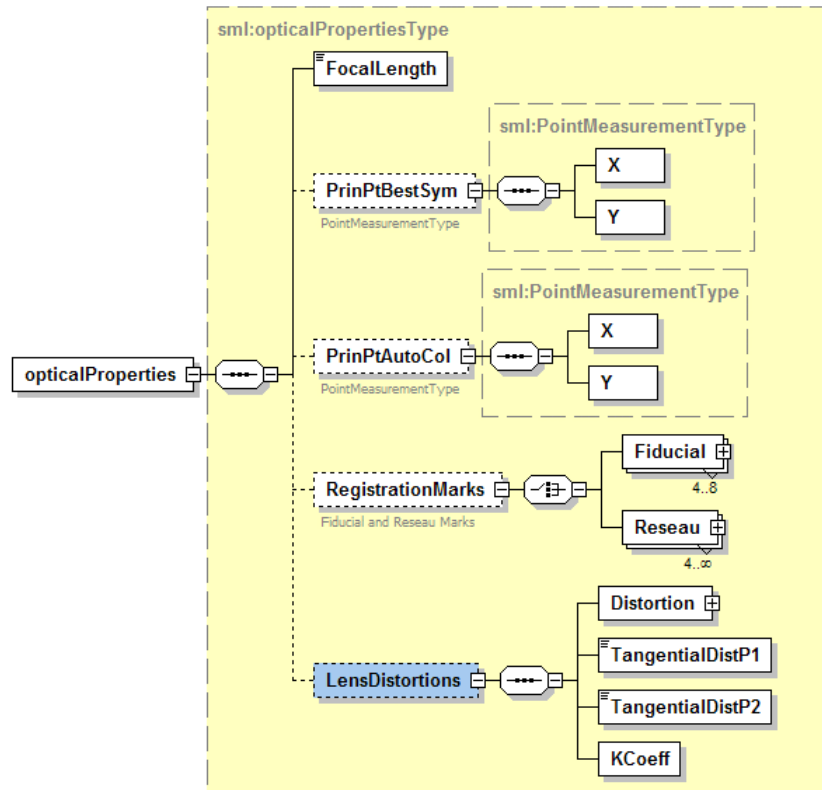 sml:opticalPropertiesType
FocalLength
sml:PointMeasurementType
X
PrinPtBestSym
Y
PointMeasurementType
sml:PointMeasurementType
X
opticalProperties
PrinPtAutoCol
Y
PointMeasurementType
Fiducial
4..8
RegistrationMarks
Fiducial and Reseau Marks
Reseau
4..∞
Distortion
TangentialDistP1
LensDistortions
TangentialDistP2
KCoeff